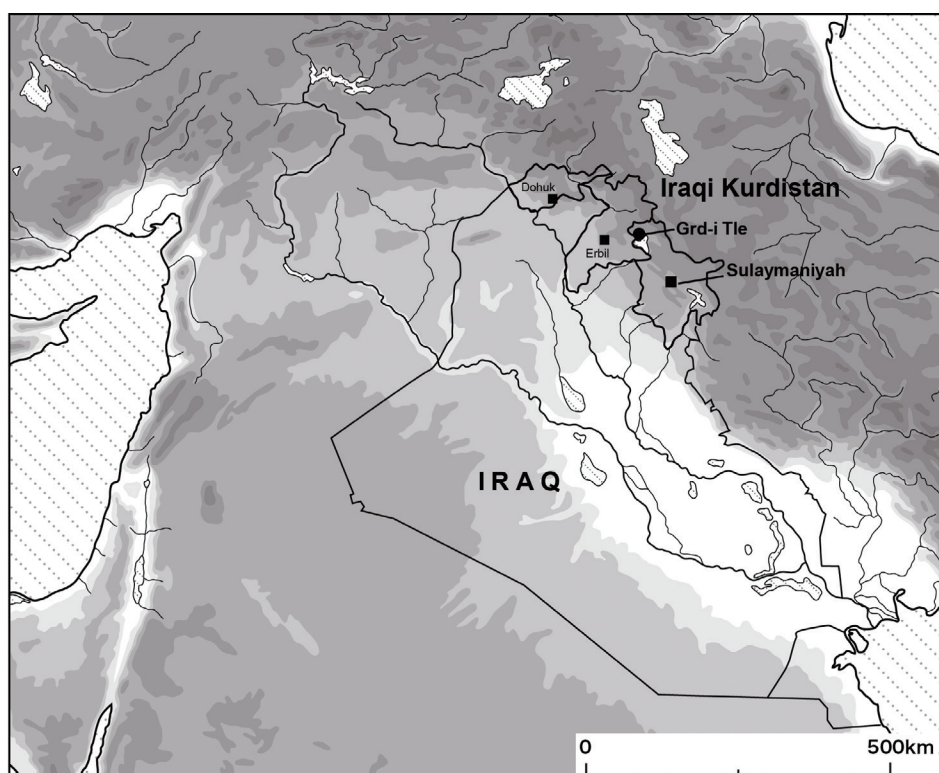 Dohuk
Iraqi Kurdistan
Grd-i Tle
Erbil
Sulaymaniyah
IRAQ
0 500km